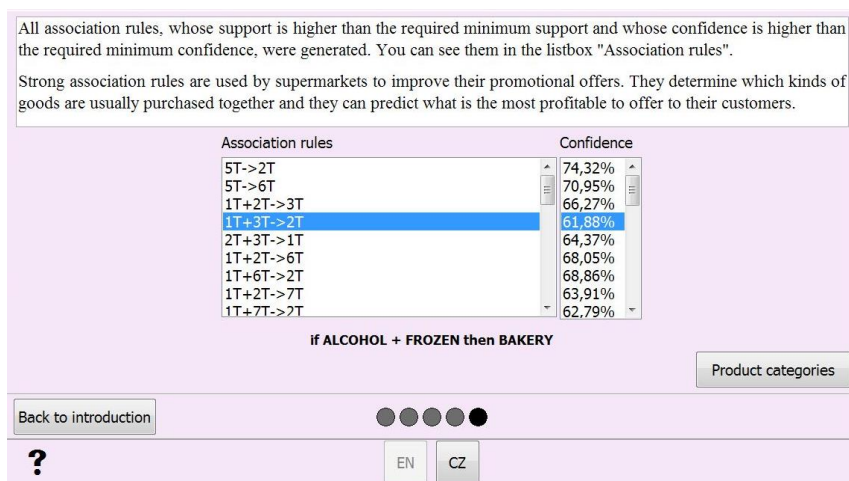 All association rules, whose support is higher than the required minimum support and whose confidence is higher than
the required minimum confidence, were generated. You can see them in the listbox "Association rules".
Strong association rules are used by supermarkets to improve their promotional offers. They determine which kinds of
goods are usually purchased together and they can predict what is the most profitable to offer to their customers.
Association rules Confidence
5T->2T 74,32%
5T->6T 70,95%
1T+2T->3T 66,27%
1T+3T->2T 61,88%
2T+3T->1T 64,37%
1T+2T->6T 68,05%
1T+6T->2T 68,86%
1T+2T->7T 63,91%
1T+7T->2T 62,79%
if ALCOHOL + FROZEN then BAKERY
Product categories
Back to introduction
? EN CZ